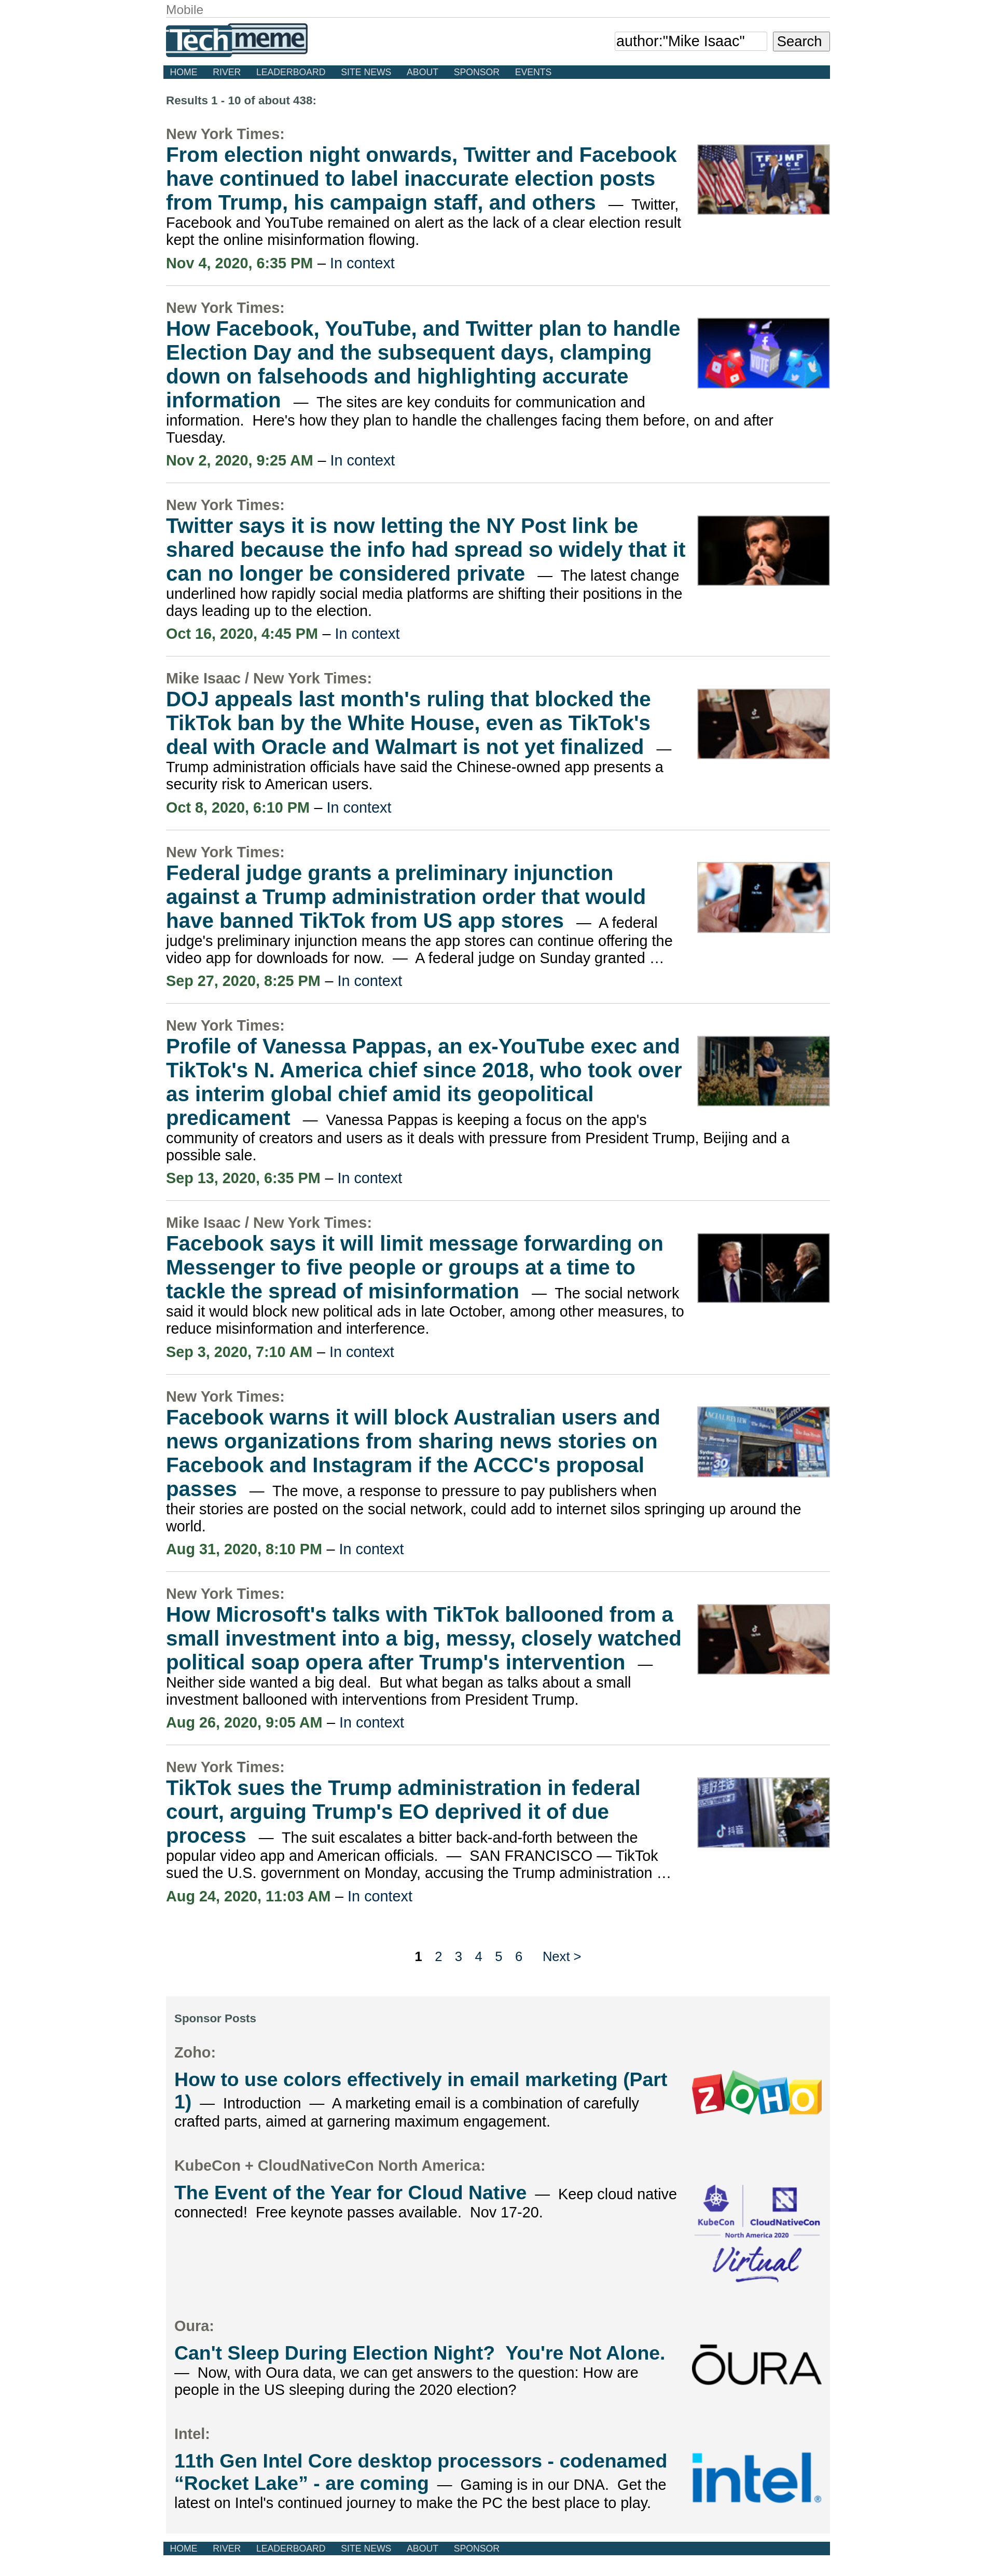 Mobile
Techmeme
author:"Mike Isaac" Search
HOME RIVER LEADERBOARD SITE NEWS ABOUT SPONSOR EVENTS
Results 1 - 10 of about 438:
New York Times:
From election night onwards, Twitter and Facebook
have continued to label inaccurate election posts
from Trump, his campaign staff, and others — Twitter,
Facebook and YouTube remained on alert as the lack of a clear election result
kept the online misinformation flowing.
Nov 4, 2020, 6:35 PM – In context
New York Times:
How Facebook, YouTube, and Twitter plan to handle
Election Day and the subsequent days, clamping
down on falsehoods and highlighting accurate
information — The sites are key conduits for communication and
information. Here's how they plan to handle the challenges facing them before, on and after
Tuesday.
Nov 2, 2020, 9:25 AM – In context
New York Times:
Twitter says it is now letting the NY Post link be
shared because the info had spread so widely that it
can no longer be considered private — The latest change
underlined how rapidly social media platforms are shifting their positions in the
days leading up to the election.
Oct 16, 2020, 4:45 PM – In context
Mike Isaac / New York Times:
DOJ appeals last month's ruling that blocked the
TikTok ban by the White House, even as TikTok's
deal with Oracle and Walmart is not yet finalized —
Trump administration officials have said the Chinese-owned app presents a
security risk to American users.
Oct 8, 2020, 6:10 PM – In context
New York Times:
Federal judge grants a preliminary injunction
against a Trump administration order that would
have banned TikTok from US app stores — A federal
judge's preliminary injunction means the app stores can continue offering the
video app for downloads for now. — A federal judge on Sunday granted …
Sep 27, 2020, 8:25 PM – In context
New York Times:
Profile of Vanessa Pappas, an ex-YouTube exec and
TikTok's N. America chief since 2018, who took over
as interim global chief amid its geopolitical
predicament — Vanessa Pappas is keeping a focus on the app's
community of creators and users as it deals with pressure from President Trump, Beijing and a
possible sale.
Sep 13, 2020, 6:35 PM – In context
Mike Isaac / New York Times:
Facebook says it will limit message forwarding on
Messenger to five people or groups at a time to
tackle the spread of misinformation — The social network
said it would block new political ads in late October, among other measures, to
reduce misinformation and interference.
Sep 3, 2020, 7:10 AM – In context
New York Times:
Facebook warns it will block Australian users and
news organizations from sharing news stories on
Facebook and Instagram if the ACCC's proposal
passes — The move, a response to pressure to pay publishers when
their stories are posted on the social network, could add to internet silos springing up around the
world.
Aug 31, 2020, 8:10 PM – In context
New York Times:
How Microsoft's talks with TikTok ballooned from a
small investment into a big, messy, closely watched
political soap opera after Trump's intervention —
Neither side wanted a big deal. But what began as talks about a small
investment ballooned with interventions from President Trump.
Aug 26, 2020, 9:05 AM – In context
New York Times:
TikTok sues the Trump administration in federal
court, arguing Trump's EO deprived it of due
process — The suit escalates a bitter back-and-forth between the
popular video app and American officials. — SAN FRANCISCO — TikTok
sued the U.S. government on Monday, accusing the Trump administration …
Aug 24, 2020, 11:03 AM – In context
1 2 3 4 5 6 Next >
Sponsor Posts
Zoho:
How to use colors effectively in email marketing (Part
1) — Introduction — A marketing email is a combination of carefully
crafted parts, aimed at garnering maximum engagement.
ZOHO
KubeCon + CloudNativeCon North America:
The Event of the Year for Cloud Native — Keep cloud native
connected! Free keynote passes available. Nov 17-20.
KubeCon CloudNativeCon
North America 2020
Virtual
Oura:
Can't Sleep During Election Night? You're Not Alone.
— Now, with Oura data, we can get answers to the question: How are
people in the US sleeping during the 2020 election?
ŌURA
Intel:
11th Gen Intel Core desktop processors - codenamed
“Rocket Lake” - are coming — Gaming is in our DNA. Get the
latest on Intel's continued journey to make the PC the best place to play.
intel®
HOME RIVER LEADERBOARD SITE NEWS ABOUT SPONSOR